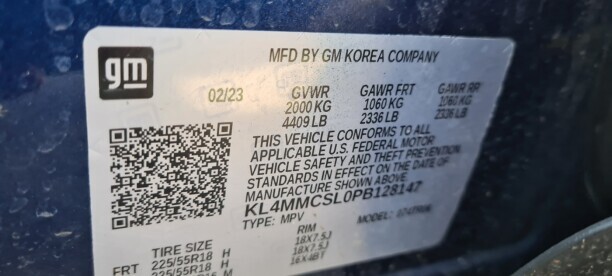 gm
MFD BY GM KOREA COMPANY
02/23 GVWR GAWR FRT GAWR RR
2000 KG 1060 KG 1060 KG
4409 LB 2336 LB 2336 LB
THIS VEHICLE CONFORMS TO ALL
APPLICABLE U.S. FEDERAL MOTOR
VEHICLE SAFETY AND THEFT PREVENTION
STANDARDS IN EFFECT ON THE DATE OF
MANUFACTURE SHOWN ABOVE.
KL4MMCSL0PB128147
TYPE: MPV MODEL:
TIRE SIZE RIM
FRT 225/55R18 H 18X7.5J
225/55R18 H 18X7.5J
16X4BT